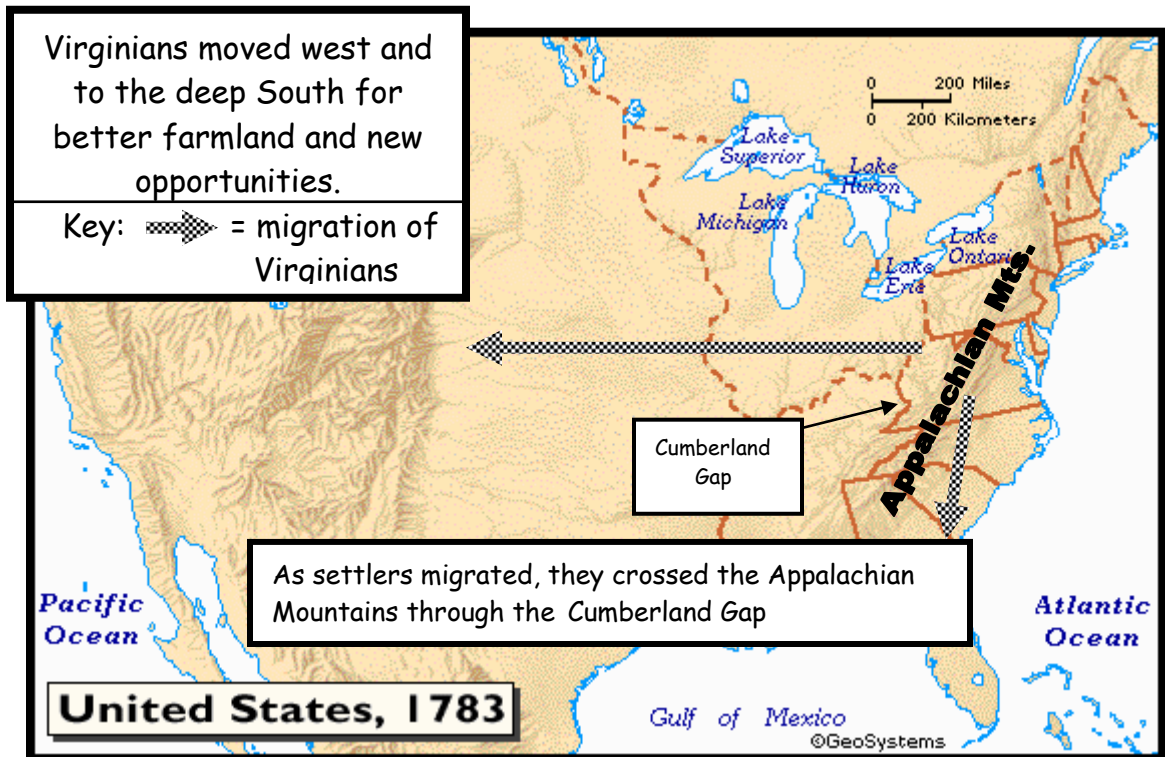 Virginians moved west and
to the deep South for
better farmland and new
opportunities.
Key: = migration of
Virginians
0 200 Miles
0 200 Kilometers
Lake
Superior
Lake
Huron
Lake
Michigan
Lake
Ontario
Lake
Erie
Appalachian Mts.
Cumberland
Gap
As settlers migrated, they crossed the Appalachian
Mountains through the Cumberland Gap
Pacific
Ocean
Atlantic
Ocean
United States, 1783
Gulf of Mexico
©GeoSystems